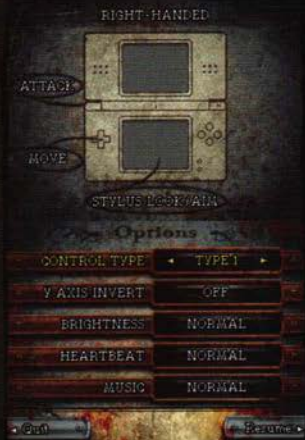 RIGHT-HANDED
ATTACK
MOVE
STYLUS LOOK/AIM
Options
CONTROL TYPE TYPE 1
Y AXIS INVERT OFF
BRIGHTNESS NORMAL
HEARTBEAT NORMAL
MUSIC NORMAL
Quit Resume